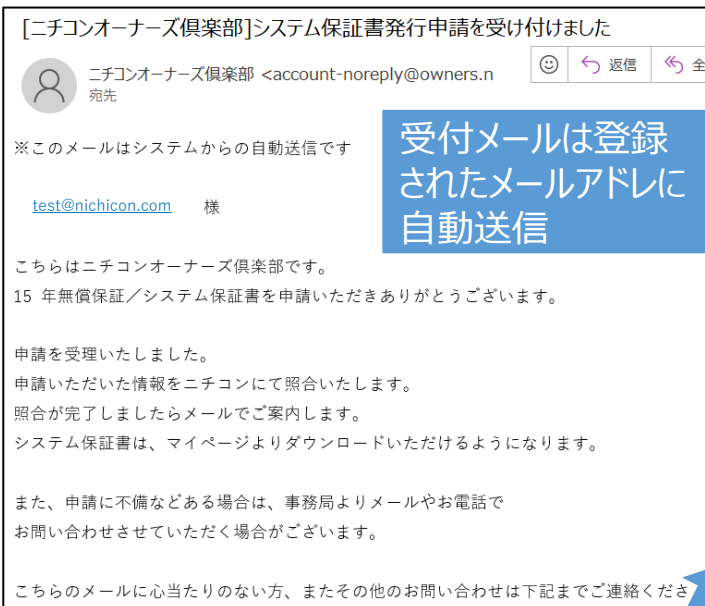 [ニチコンオーナーズ倶楽部]システム保証書発行申請を受け付けました
ニチコンオーナーズ倶楽部 <account-noreply@owners.n
返信
全
宛先
※このメールはシステムからの自動送信です
受付メールは登録
されたメールアドレに
自動送信
test@nichicon.com 様
こちらはニチコンオーナーズ倶楽部です。
15 年無償保証／システム保証書を申請いただきありがとうございます。
申請を受理いたしました。
申請いただいた情報をニチコンにて照合いたします。
照合が完了しましたらメールでご案内します。
システム保証書は、マイページよりダウンロードいただけるようになります。
また、申請に不備などある場合は、事務局よりメールやお電話で
お問い合わせさせていただく場合がございます。
こちらのメールに心当たりのない方、またその他のお問い合わせは下記までご連絡くださ